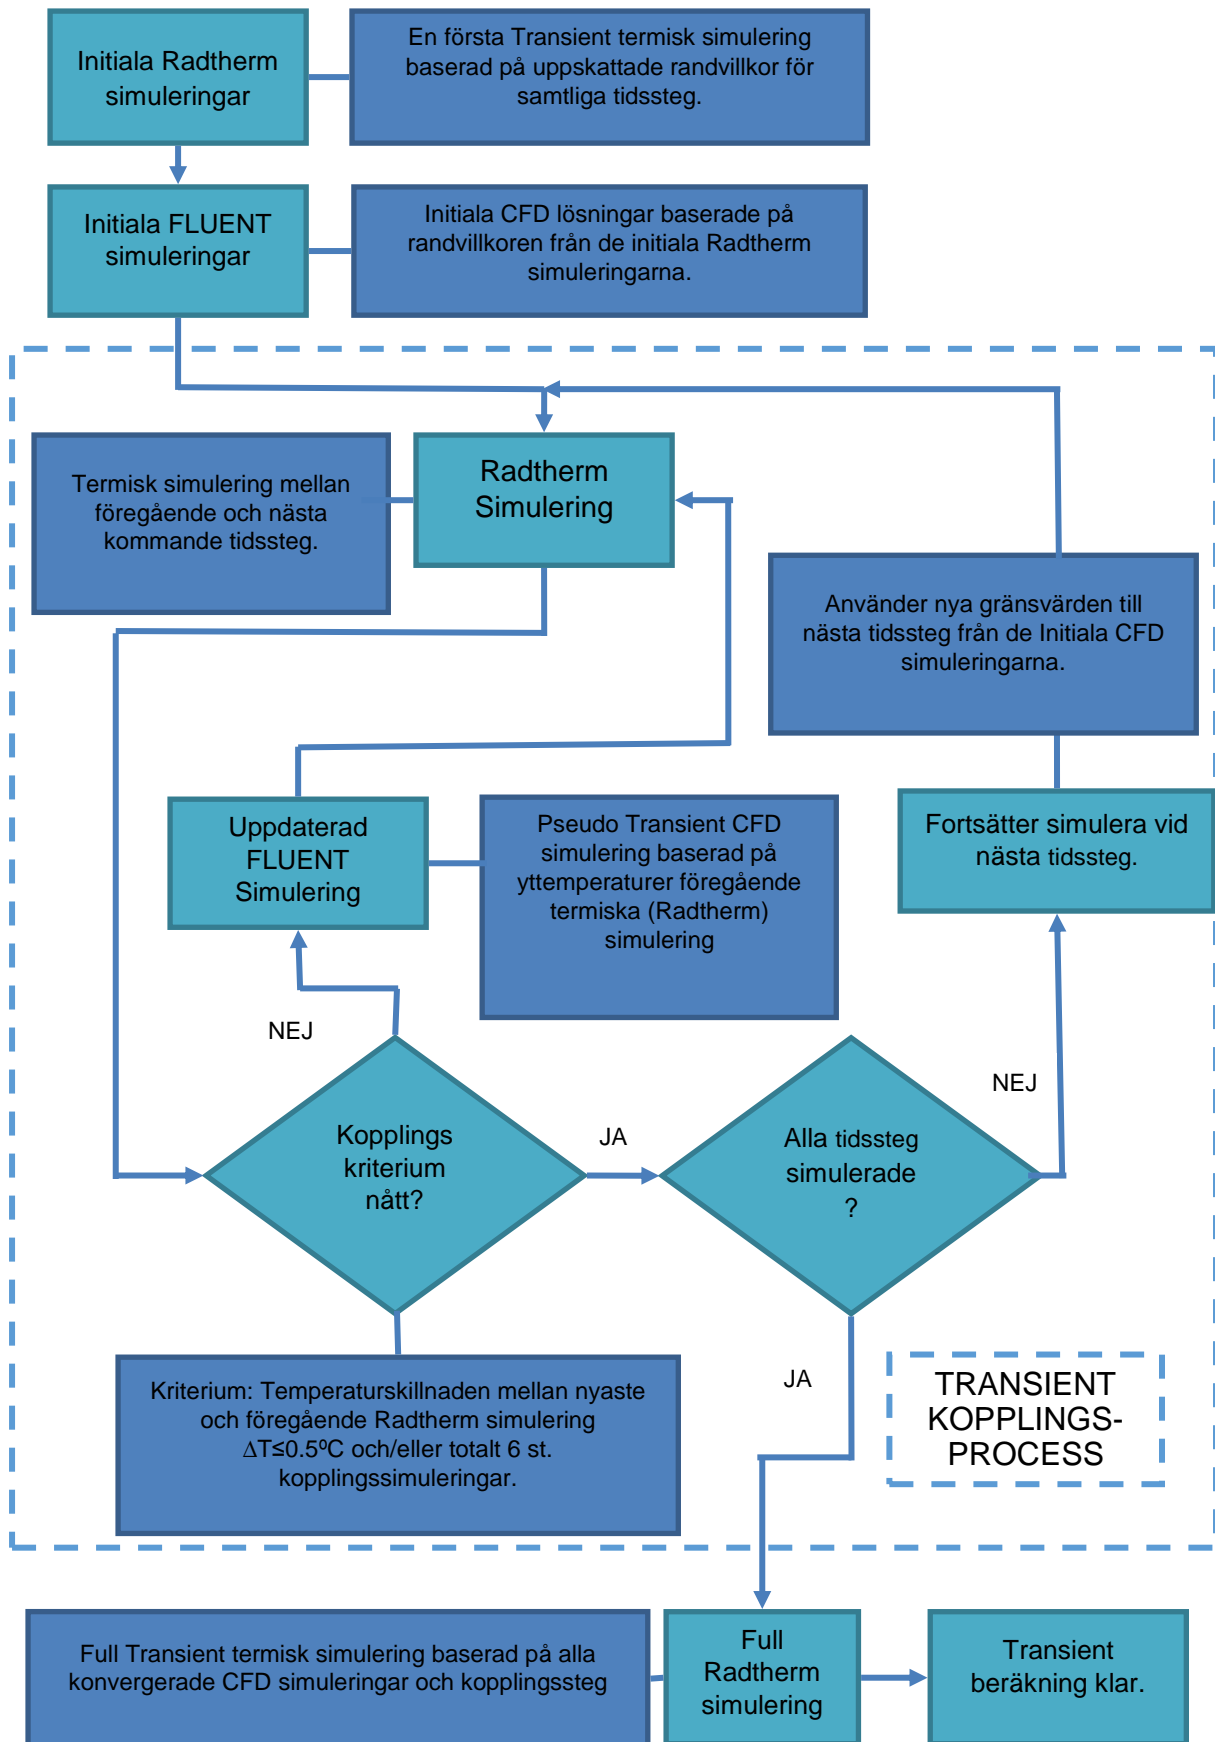 Initiala Radtherm
simuleringar
En första Transient termisk simulering
baserad på uppskattade randvillkor för
samtliga tidssteg.
Initiala FLUENT
simuleringar
Initiala CFD lösningar baserade på
randvillkoren från de initiala Radtherm
simuleringarna.
Radtherm
Simulering
Termisk simulering mellan
föregående och nästa
kommande tidssteg.
Använder nya gränsvärden till
nästa tidssteg från de Initiala CFD
simuleringarna.
Uppdaterad
FLUENT
Simulering
Pseudo Transient CFD
simulering baserad på
yttemperaturer föregående
termiska (Radtherm)
simulering
Fortsätter simulera vid
nästa tidssteg.
NEJ
NEJ
Kopplings
kriterium
nått?
JA
Alla tidssteg
simulerade
?
JA
Kriterium: Temperaturskillnaden mellan nyaste
och föregående Radtherm simulering
∆T≤0.5ºC och/eller totalt 6 st.
kopplingssimuleringar.
TRANSIENT
KOPPLINGS-
PROCESS
Full Transient termisk simulering baserad på alla
konvergerade CFD simuleringar och kopplingssteg
Full
Radtherm
simulering
Transient
beräkning klar.